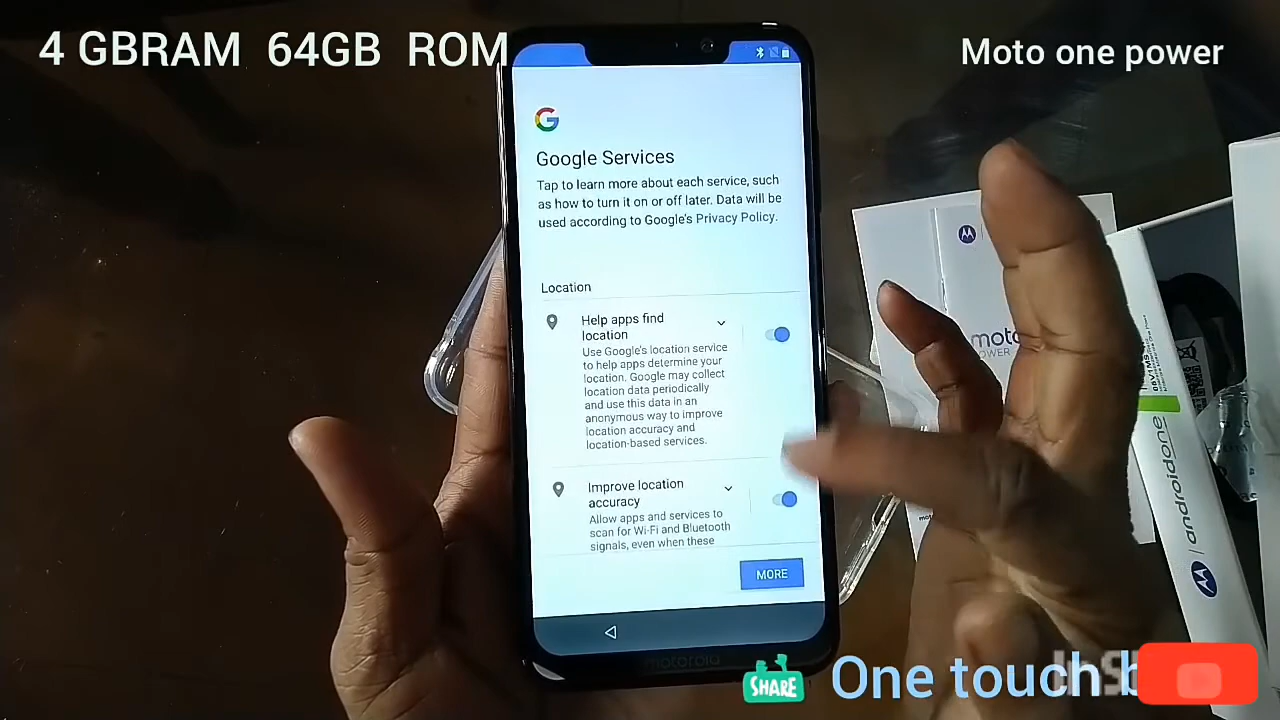 4 GBRAM 64GB ROM
Moto one power
Google Services
Tap to learn more about each service, such
as how to turn it on or off later. Data will be
used according to Google's Privacy Policy.
Location
Help apps find
location
Use Google's location service
to help apps determine your
location. Google may collect
location data periodically
and use this data in an
anonymous way to improve
location accuracy and
location-based services.
Improve location
accuracy
Allow apps and services to
scan for Wi-Fi and Bluetooth
signals, even when these
MORE
motorola
moto
POWER
androidone
SHARE
One touch